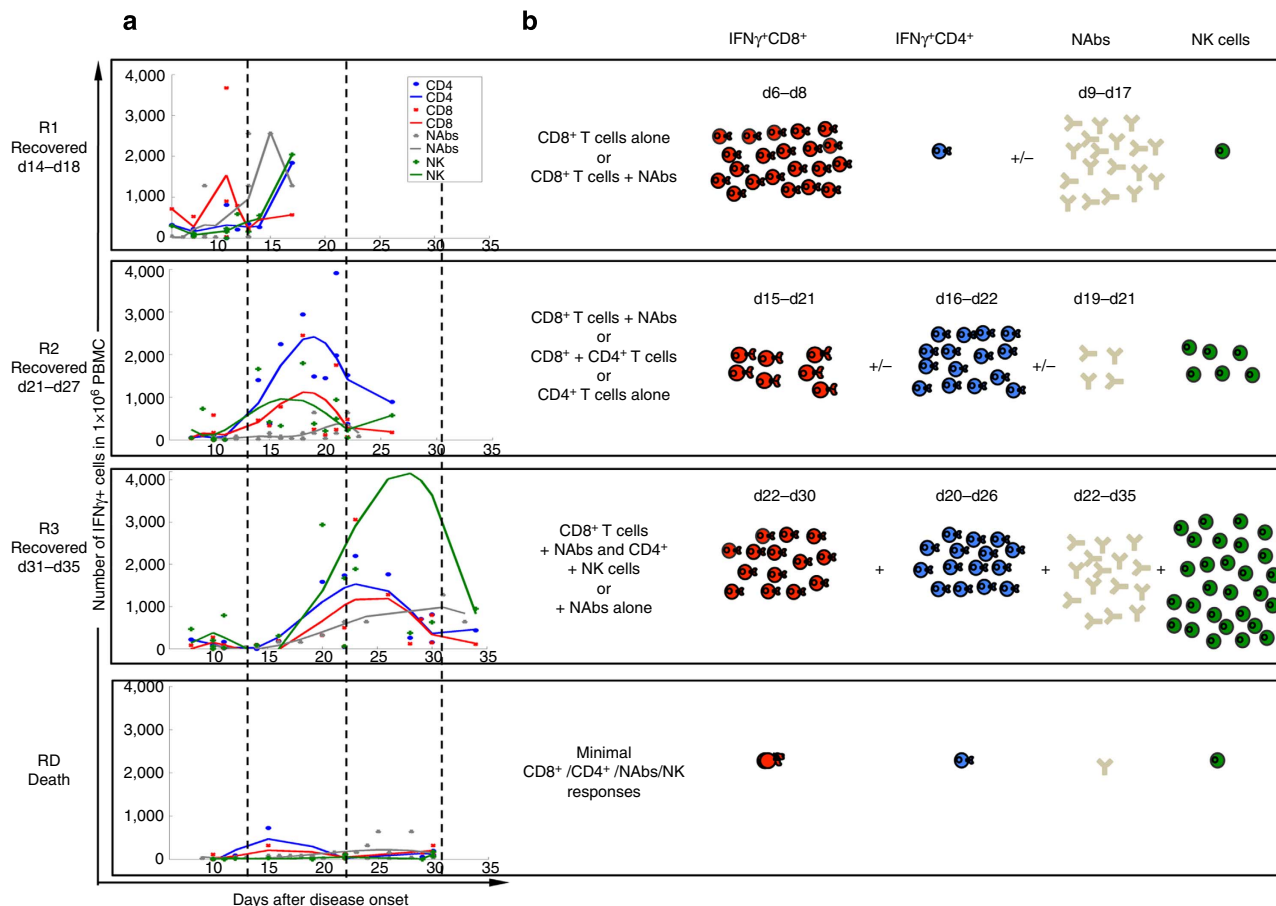 a
b
IFNγ⁺CD8⁺
IFNγ⁺CD4⁺
NAbs
NK cells
Number of IFNγ+ cells in 1×10⁶ PBMC
R1
Recovered
d14–d18
4,000
3,000
2,000
1,000
0
10
15
20
25
30
35
CD4
CD4
CD8
CD8
NAbs
NAbs
NK
NK
CD8⁺ T cells alone
or
CD8⁺ T cells + NAbs
d6–d8
+/–
d9–d17
R2
Recovered
d21–d27
4,000
3,000
2,000
1,000
0
10
15
20
25
30
35
CD8⁺ T cells + NAbs
or
CD8⁺ + CD4⁺ T cells
or
CD4⁺ T cells alone
d15–d21
+/–
d16–d22
+/–
d19–d21
R3
Recovered
d31–d35
4,000
3,000
2,000
1,000
0
10
15
20
25
30
35
CD8⁺ T cells
+ NAbs and CD4⁺
+ NK cells
or
+ NAbs alone
d22–d30
+
d20–d26
+
d22–d35
+
RD
Death
4,000
3,000
2,000
1,000
0
10
15
20
25
30
35
Minimal
CD8⁺ /CD4⁺ /NAbs/NK
responses
Days after disease onset